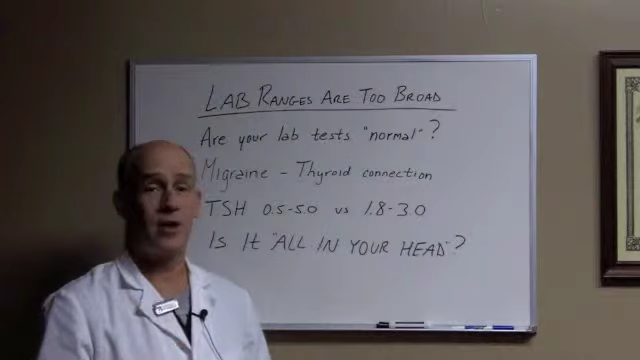 LAB RANGES ARE TOO BROAD
Are your lab tests "normal"?
Migraine - Thyroid connection
TSH 0.5-5.0 vs 1.8-3.0
Is It "ALL IN YOUR HEAD"?